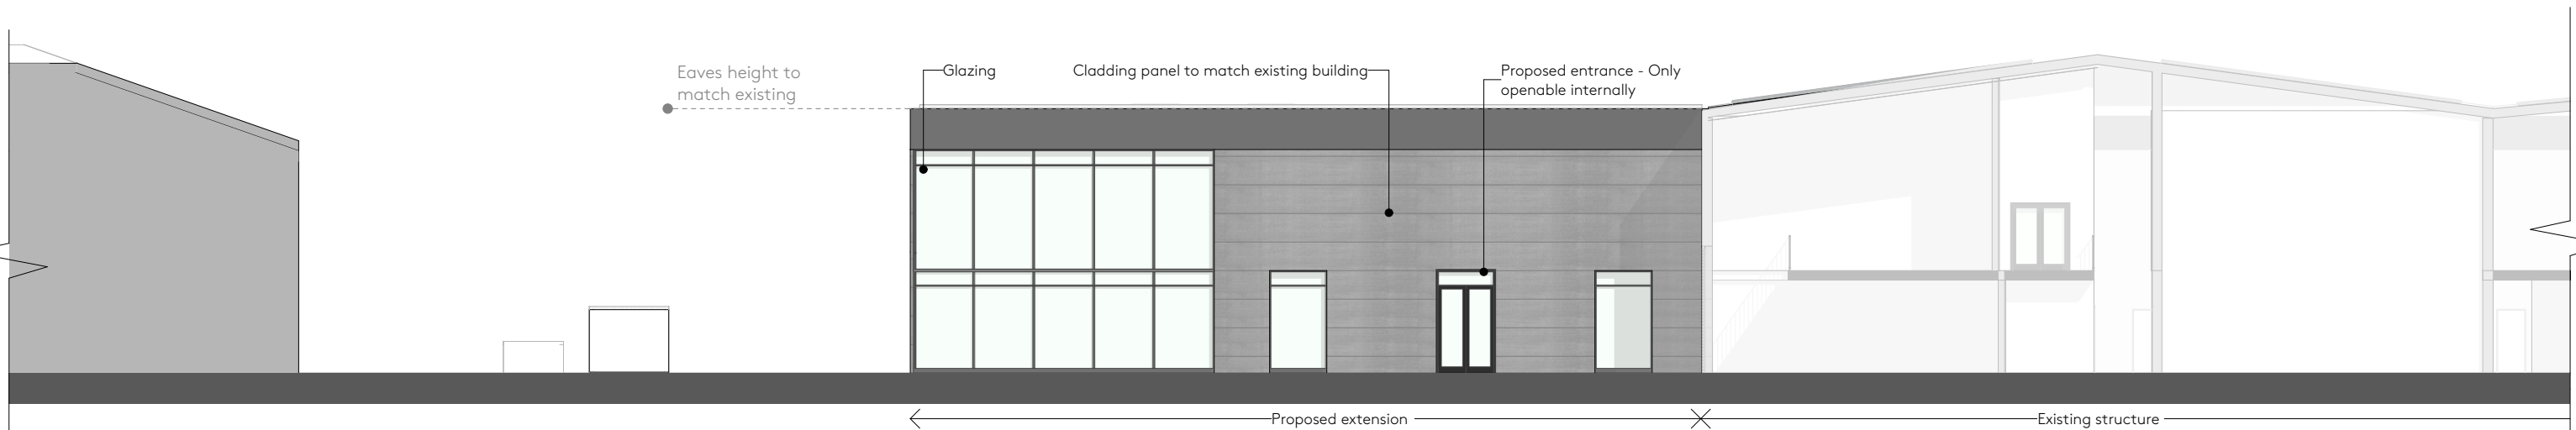 Eaves height to
match existing
Glazing
Cladding panel to match existing building
Proposed entrance - Only
openable internally
Proposed extension
Existing structure